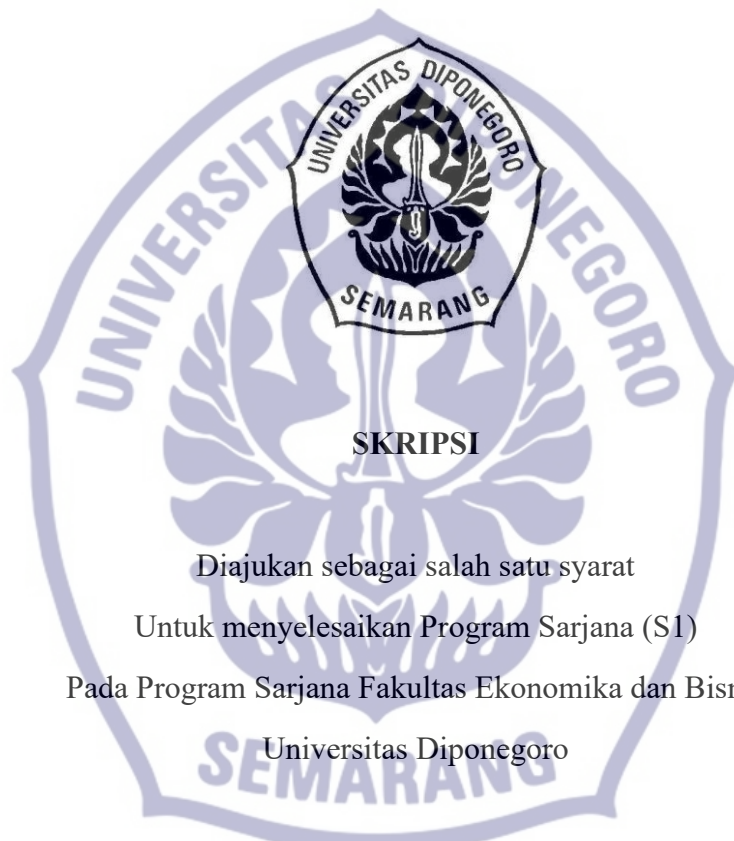 UNIVERSITAS DIPONEGORO
SEMARANG
SKRIPSI
Diajukan sebagai salah satu syarat
Untuk menyelesaikan Program Sarjana (S1)
Pada Program Sarjana Fakultas Ekonomika dan Bisn
Universitas Diponegoro
UNIVERSITAS DIPONEGORO
SEMARANG